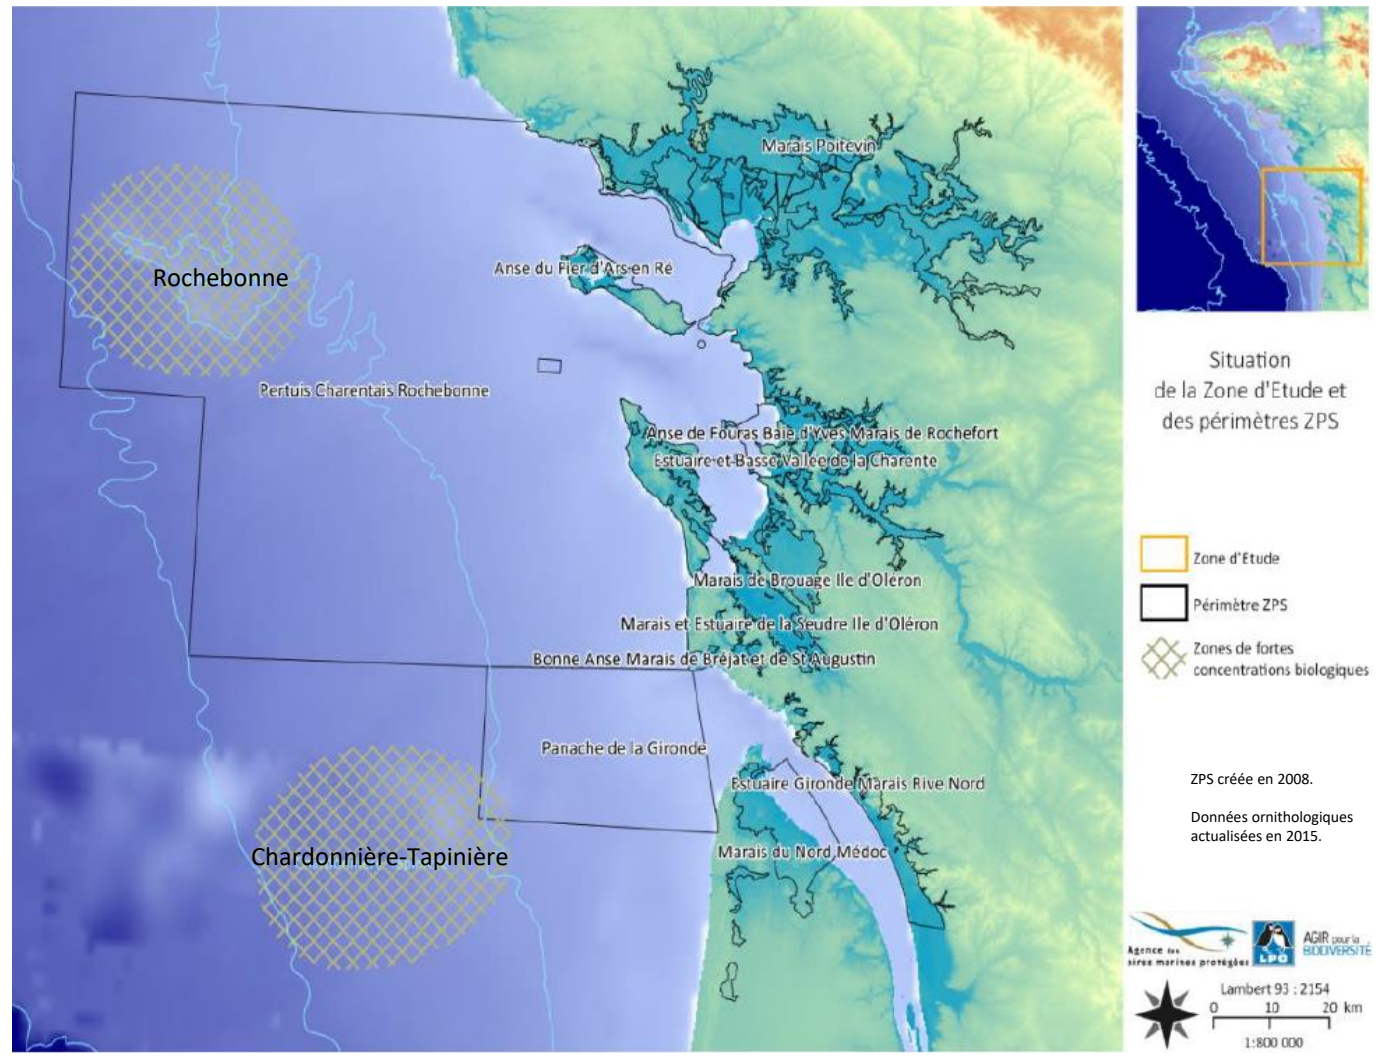 Marais Poitevin
Anse du Fier d'Ars en Ré
Rochebonne
Pertuis Charentais Rochebonne
Anse de Fouras Baie d'Yves Marais de Rochefort
Estuaire et Basse Vallée de la Charente
Marais de Brouage Ile d'Oléron
Marais et Estuaire de la Seudre Ile d'Oléron
Bonne Anse Marais de Bréjat et de St Augustin
Panache de la Gironde
Estuaire Gironde Marais Rive Nord
Chardonnière-Tapinière
Marais du Nord Médoc
Situation
de la Zone d'Etude et
des périmètres ZPS
Zone d'Etude
Périmètre ZPS
Zones de fortes
concentrations biologiques
ZPS créée en 2008.
Données ornithologiques
actualisées en 2015.
Agence des
aires marines protégées
LPO
AGIR pour la
BIODIVERSITÉ
Lambert 93 : 2154
0 10 20 km
1:800 000